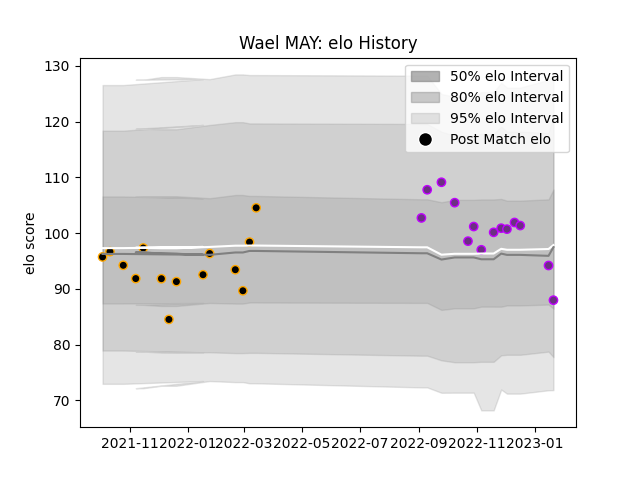 Wael MAY: elo History
130
120
110
100
90
80
70
elo score
50% elo Interval
80% elo Interval
95% elo Interval
Post Match elo
2021-11 2022-01 2022-03 2022-05 2022-07 2022-09 2022-11 2023-01